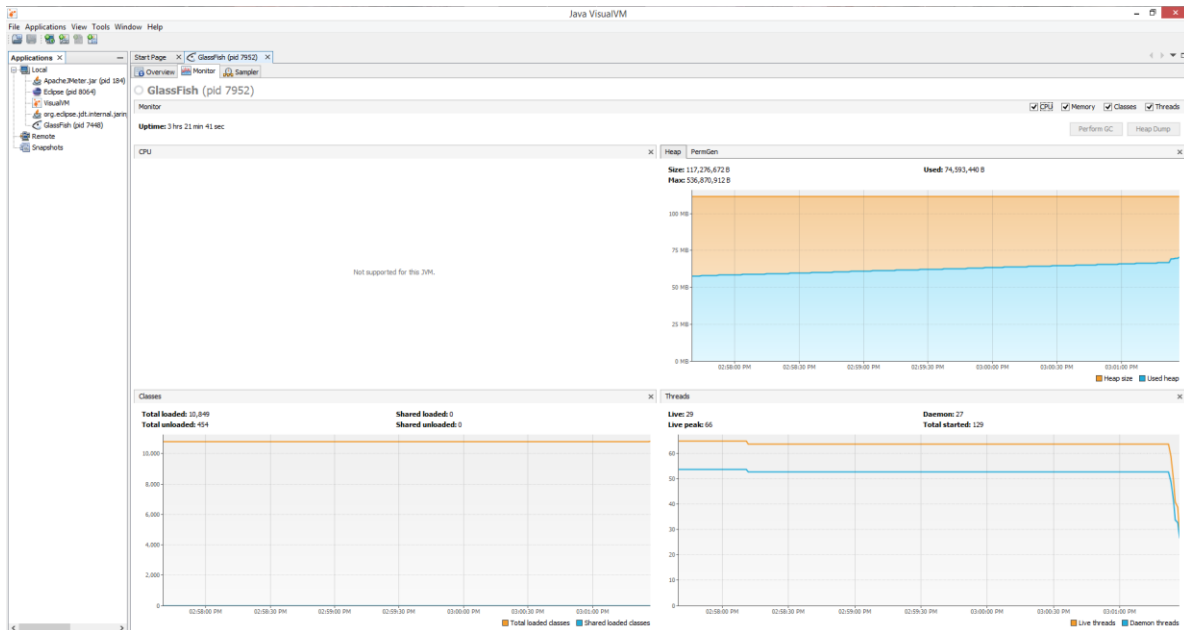 Java VisualVM
File Applications View Tools Window Help
Applications
Local
ApacheJMeter.jar (pid 184)
Eclipse (pid 8064)
VisualVM
org.eclipse.jdt.internal.jarin
GlassFish (pid 7448)
Remote
Snapshots
Start Page
GlassFish (pid 7952)
Overview Monitor Sampler
GlassFish (pid 7952)
Monitor
CPU Memory Classes Threads
Uptime: 3 hrs 21 min 41 sec
Perform GC Heap Dump
CPU
Not supported for this JVM.
Heap PermGen
Size: 117,276,672 B Used: 74,593,440 B
Max: 536,870,912 B
100 MB
75 MB
50 MB
25 MB
0 MB
02:58:00 PM 02:58:30 PM 02:59:00 PM 02:59:30 PM 03:00:00 PM 03:00:30 PM 03:01:00 PM
Heap size Used heap
Classes
Total loaded: 10,849 Shared loaded: 0
Total unloaded: 454 Shared unloaded: 0
10,000
8,000
6,000
4,000
2,000
0
02:58:00 PM 02:58:30 PM 02:59:00 PM 02:59:30 PM 03:00:00 PM 03:00:30 PM 03:01:00 PM
Total loaded classes Shared loaded classes
Threads
Live: 29 Daemon: 27
Live peak: 66 Total started: 129
60
50
40
30
20
10
0
02:58:00 PM 02:58:30 PM 02:59:00 PM 02:59:30 PM 03:00:00 PM 03:00:30 PM 03:01:00 PM
Live threads Daemon threads